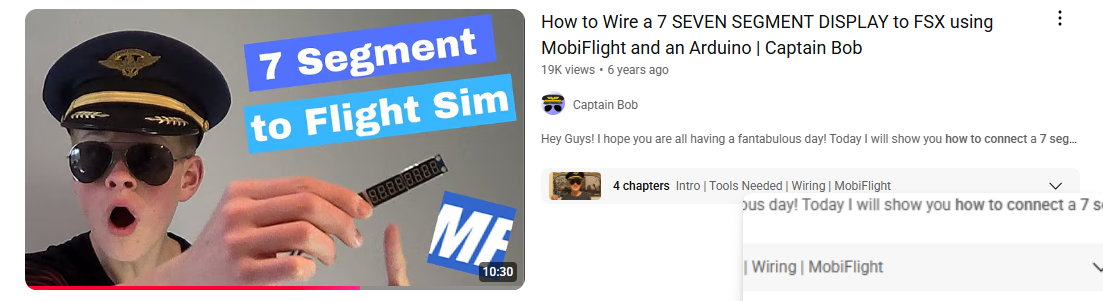 7 Segment
to Flight Sim
MF
10:30
How to Wire a 7 SEVEN SEGMENT DISPLAY to FSX using
MobiFlight and an Arduino | Captain Bob
19K views • 6 years ago
Captain Bob
Hey Guys! I hope you are all having a fantabulous day! Today I will show you how to connect a 7 seg...
4 chapters Intro | Tools Needed | Wiring | MobiFlight
ous day! Today I will show you how to connect a 7 s
| Wiring | MobiFlight